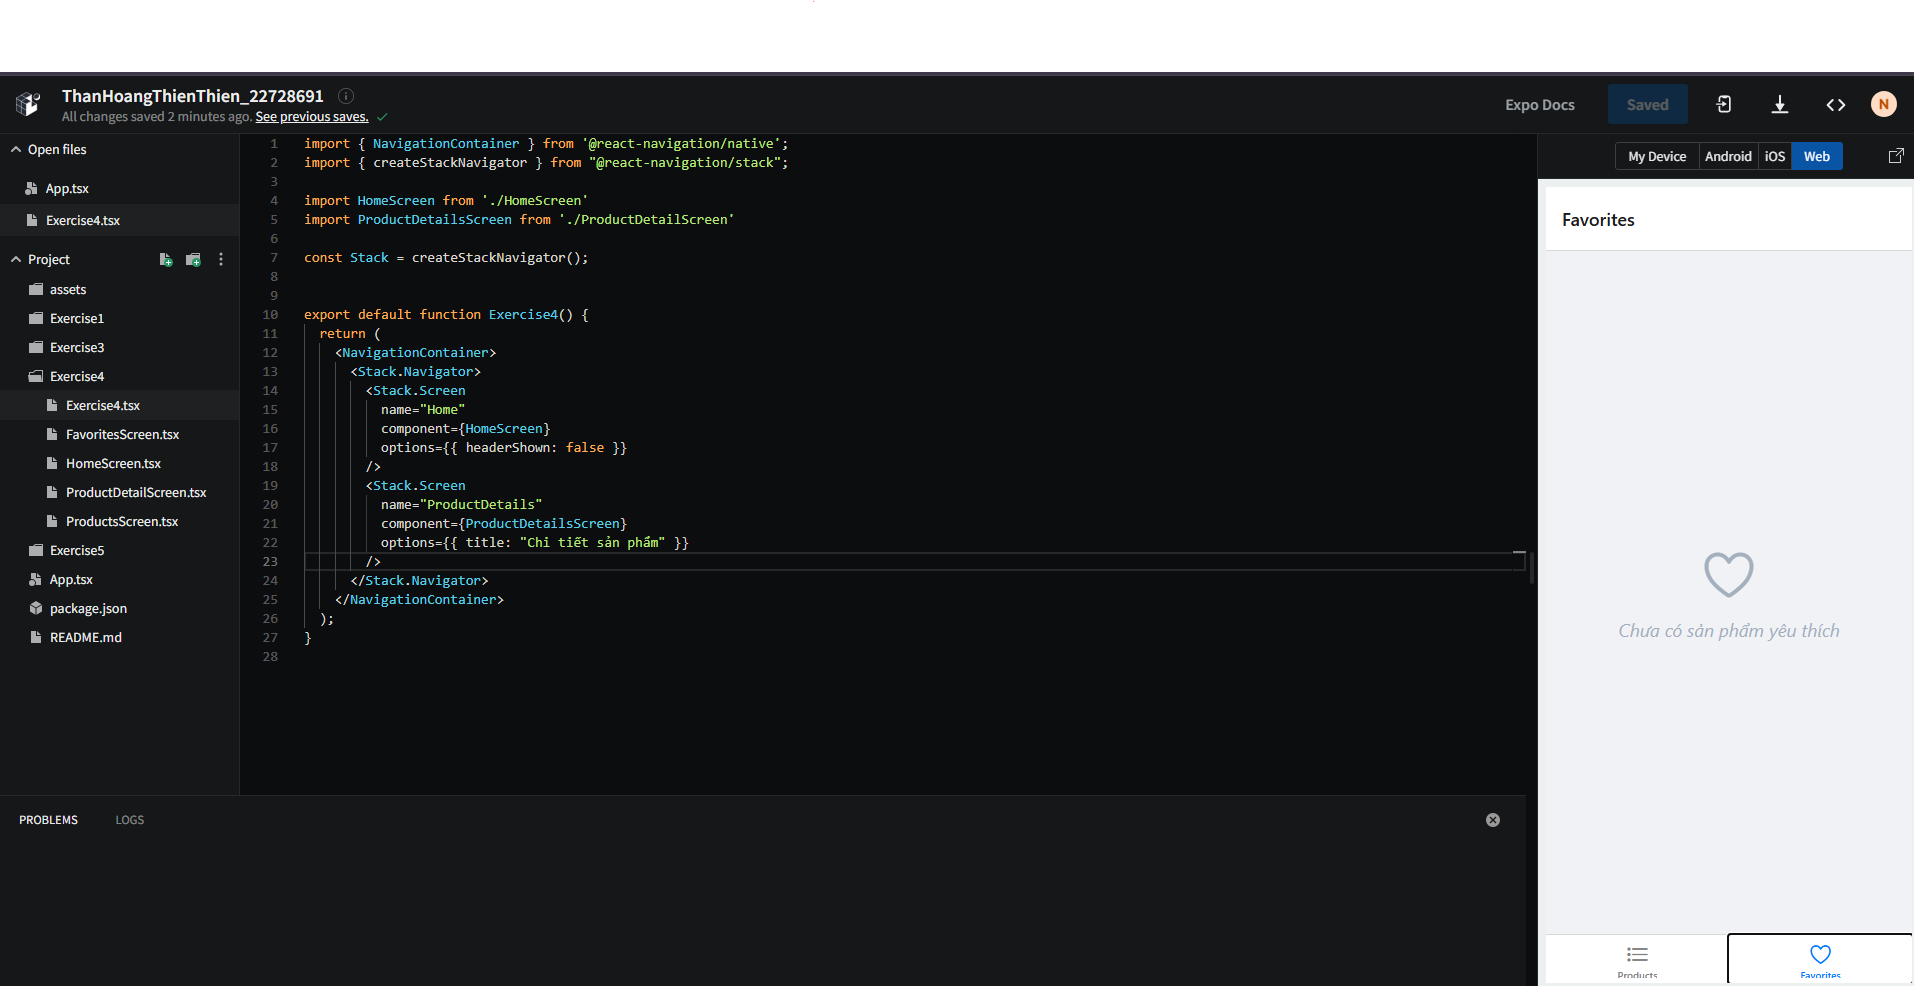 ThanHoangThienThien_22728691
All changes saved 2 minutes ago. See previous saves.
Expo Docs
Saved
N
Open files
App.tsx
Exercise4.tsx
Project
assets
Exercise1
Exercise3
Exercise4
Exercise4.tsx
FavoritesScreen.tsx
HomeScreen.tsx
ProductDetailScreen.tsx
ProductsScreen.tsx
Exercise5
App.tsx
package.json
README.md
1 import { NavigationContainer } from '@react-navigation/native';
2 import { createStackNavigator } from "@react-navigation/stack";
3
4 import HomeScreen from './HomeScreen'
5 import ProductDetailsScreen from './ProductDetailScreen'
6
7 const Stack = createStackNavigator();
8
9
10 export default function Exercise4() {
11 return (
12 <NavigationContainer>
13 <Stack.Navigator>
14 <Stack.Screen
15 name="Home"
16 component={HomeScreen}
17 options={{ headerShown: false }}
18 />
19 <Stack.Screen
20 name="ProductDetails"
21 component={ProductDetailsScreen}
22 options={{ title: "Chi tiết sản phẩm" }}
23 />
24 </Stack.Navigator>
25 </NavigationContainer>
26 );
27 }
28
PROBLEMS LOGS
My Device Android iOS Web
Favorites
Chưa có sản phẩm yêu thích
Products Favorites